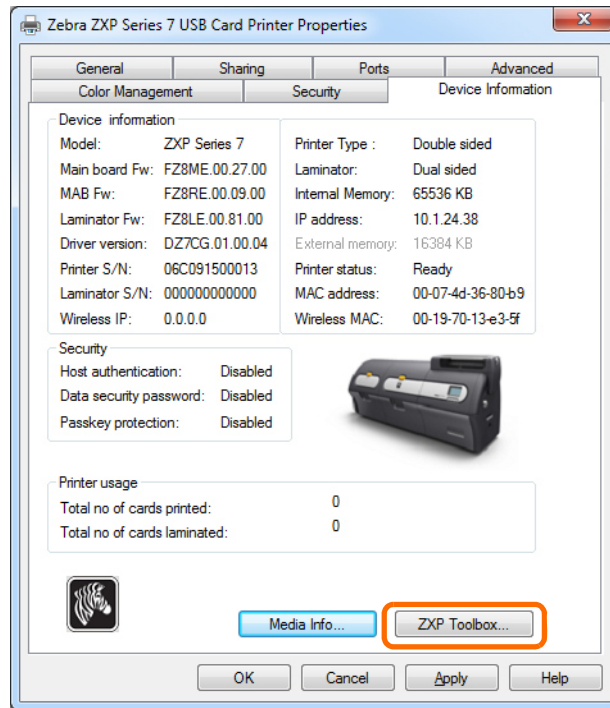 Zebra ZXP Series 7 USB Card Printer Properties
General Sharing Ports Advanced
Color Management Security Device Information
Device information
Model: ZXP Series 7
Main board Fw: FZ8ME.00.27.00
MAB Fw: FZ8RE.00.09.00
Laminator Fw: FZ8LE.00.81.00
Driver version: DZ7CG.01.00.04
Printer S/N: 06C091500013
Laminator S/N: 000000000000
Wireless IP: 0.0.0.0
Printer Type : Double sided
Laminator: Dual sided
Internal Memory: 65536 KB
IP address: 10.1.24.38
External memory: 16384 KB
Printer status: Ready
MAC address: 00-07-4d-36-80-b9
Wireless MAC: 00-19-70-13-e3-5f
Security
Host authentication: Disabled
Data security password: Disabled
Passkey protection: Disabled
Printer usage
Total no of cards printed: 0
Total no of cards laminated: 0
Media Info... ZXP Toolbox...
OK Cancel Apply Help